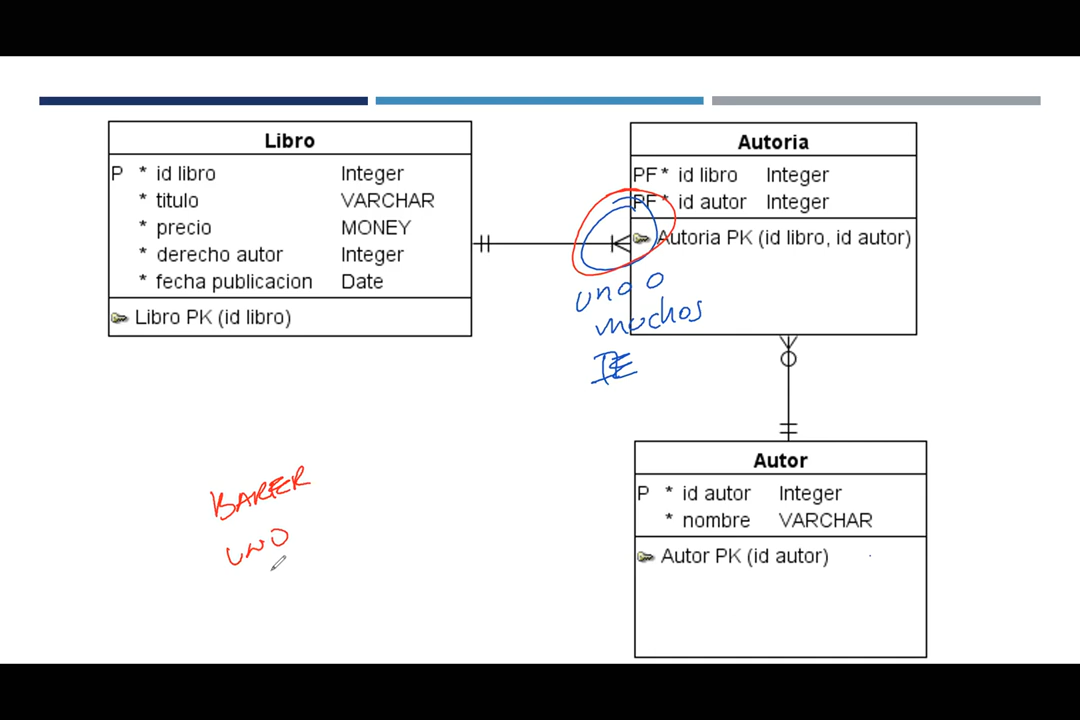 Libro
P * id libro Integer
* titulo VARCHAR
* precio MONEY
* derecho autor Integer
* fecha publicacion Date
Libro PK (id libro)
Autoria
PF* id libro Integer
PF* id autor Integer
Autoria PK (id libro, id autor)
uno o
muchos
IE
Autor
P * id autor Integer
* nombre VARCHAR
Autor PK (id autor)
BARKER
UNO